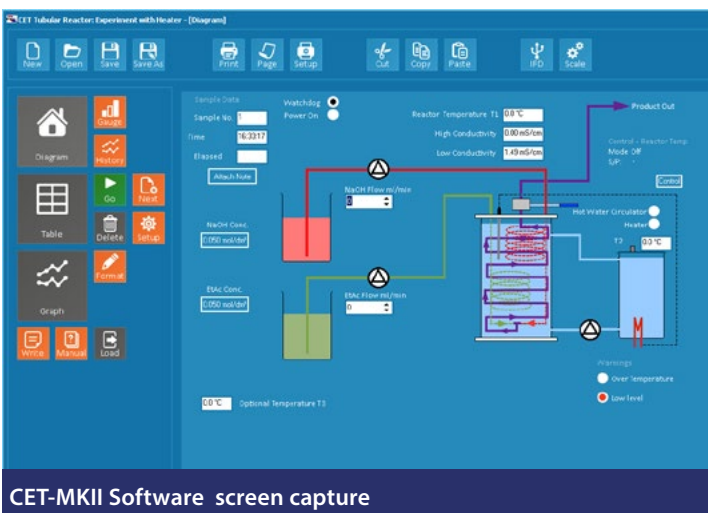 CET Tubular Reactor: Experiment with Heater - [Diagram]
New Open Save Save As Print Page Setup Cut Copy Paste IFD Scale
Diagram
Gauge
History
Go
Next
Table
Delete
Setup
Graph
Format
Write
Manual
Load
Sample Data
Sample No. 1
Time 16:33:17
Elapsed
Attach Note
Watchdog
Power On
Reactor Temperature T1 0.0 °C
High Conductivity 0.00 mS/cm
Low Conductivity 1.49 mS/cm
Product Out
Control - Reactor Temp
Mode Off
S/P: -
Control
NaOH Flow ml/min
0
NaOH Conc.
0.050 mol/dm³
Hot Water Circulator
Heater
T2 0.0 °C
EtAc Conc.
0.050 mol/dm³
EtAc Flow ml/min
0
Warnings
Over Temperature
Low level
0.0 °C Optional Temperature T3
CET-MKII Software screen capture